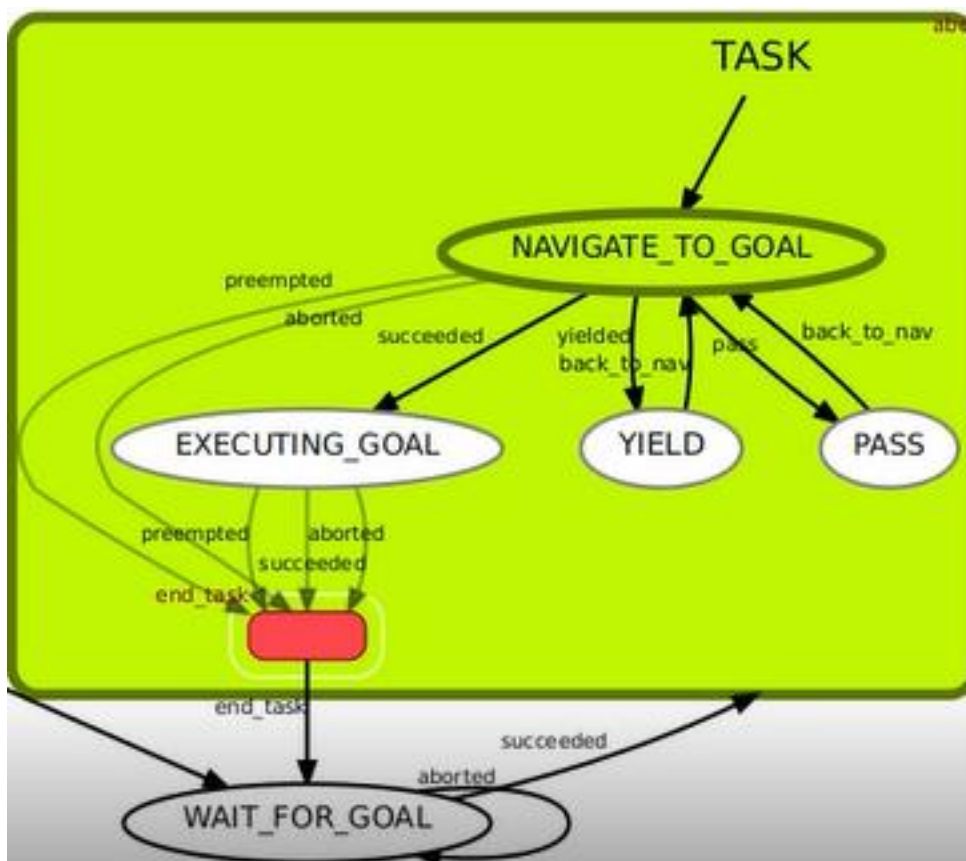 TASK
NAVIGATE_TO_GOAL
preempted
aborted
succeeded
yielded
back_to_nav
pass
back_to_nav
EXECUTING_GOAL
YIELD
PASS
preempted
aborted
succeeded
end_task
end_task
succeeded
aborted
WAIT_FOR_GOAL